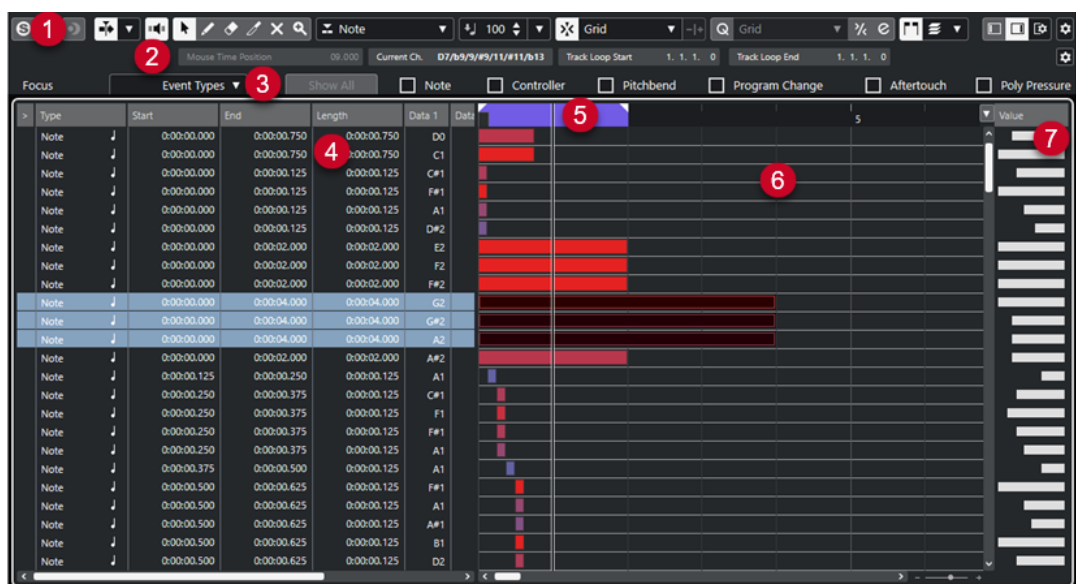 1 Note 100 Grid Q Grid
2 Mouse Time Position 09.000 Current Ch. D7/b9/9/#9/11/#11/b13 Track Loop Start 1. 1. 1. 0 Track Loop End 1. 1. 1. 0
Focus Event Types 3 Show All Note Controller Pitchbend Program Change Aftertouch Poly Pressure
> Type Start End Length Data 1 Data 5 5 Value
Note 0:00:00.000 0:00:00.750 0:00:00.750 D0 7
Note 0:00:00.000 0:00:00.750 4 0:00:00.750 C1
Note 0:00:00.000 0:00:00.125 0:00:00.125 C#1 6
Note 0:00:00.000 0:00:00.125 0:00:00.125 F#1
Note 0:00:00.000 0:00:00.125 0:00:00.125 A1
Note 0:00:00.000 0:00:00.125 0:00:00.125 D#2
Note 0:00:00.000 0:00:02.000 0:00:02.000 E2
Note 0:00:00.000 0:00:02.000 0:00:02.000 F2
Note 0:00:00.000 0:00:02.000 0:00:02.000 F#2
Note 0:00:00.000 0:00:04.000 0:00:04.000 G2
Note 0:00:00.000 0:00:04.000 0:00:04.000 G#2
Note 0:00:00.000 0:00:04.000 0:00:04.000 A2
Note 0:00:00.000 0:00:02.000 0:00:02.000 A#2
Note 0:00:00.125 0:00:00.250 0:00:00.125 A1
Note 0:00:00.250 0:00:00.375 0:00:00.125 C#1
Note 0:00:00.250 0:00:00.375 0:00:00.125 F1
Note 0:00:00.250 0:00:00.375 0:00:00.125 F#1
Note 0:00:00.250 0:00:00.375 0:00:00.125 A1
Note 0:00:00.375 0:00:00.500 0:00:00.125 A1
Note 0:00:00.500 0:00:00.625 0:00:00.125 F#1
Note 0:00:00.500 0:00:00.625 0:00:00.125 A1
Note 0:00:00.500 0:00:00.625 0:00:00.125 A#1
Note 0:00:00.500 0:00:00.625 0:00:00.125 B1
Note 0:00:00.500 0:00:00.625 0:00:00.125 D2